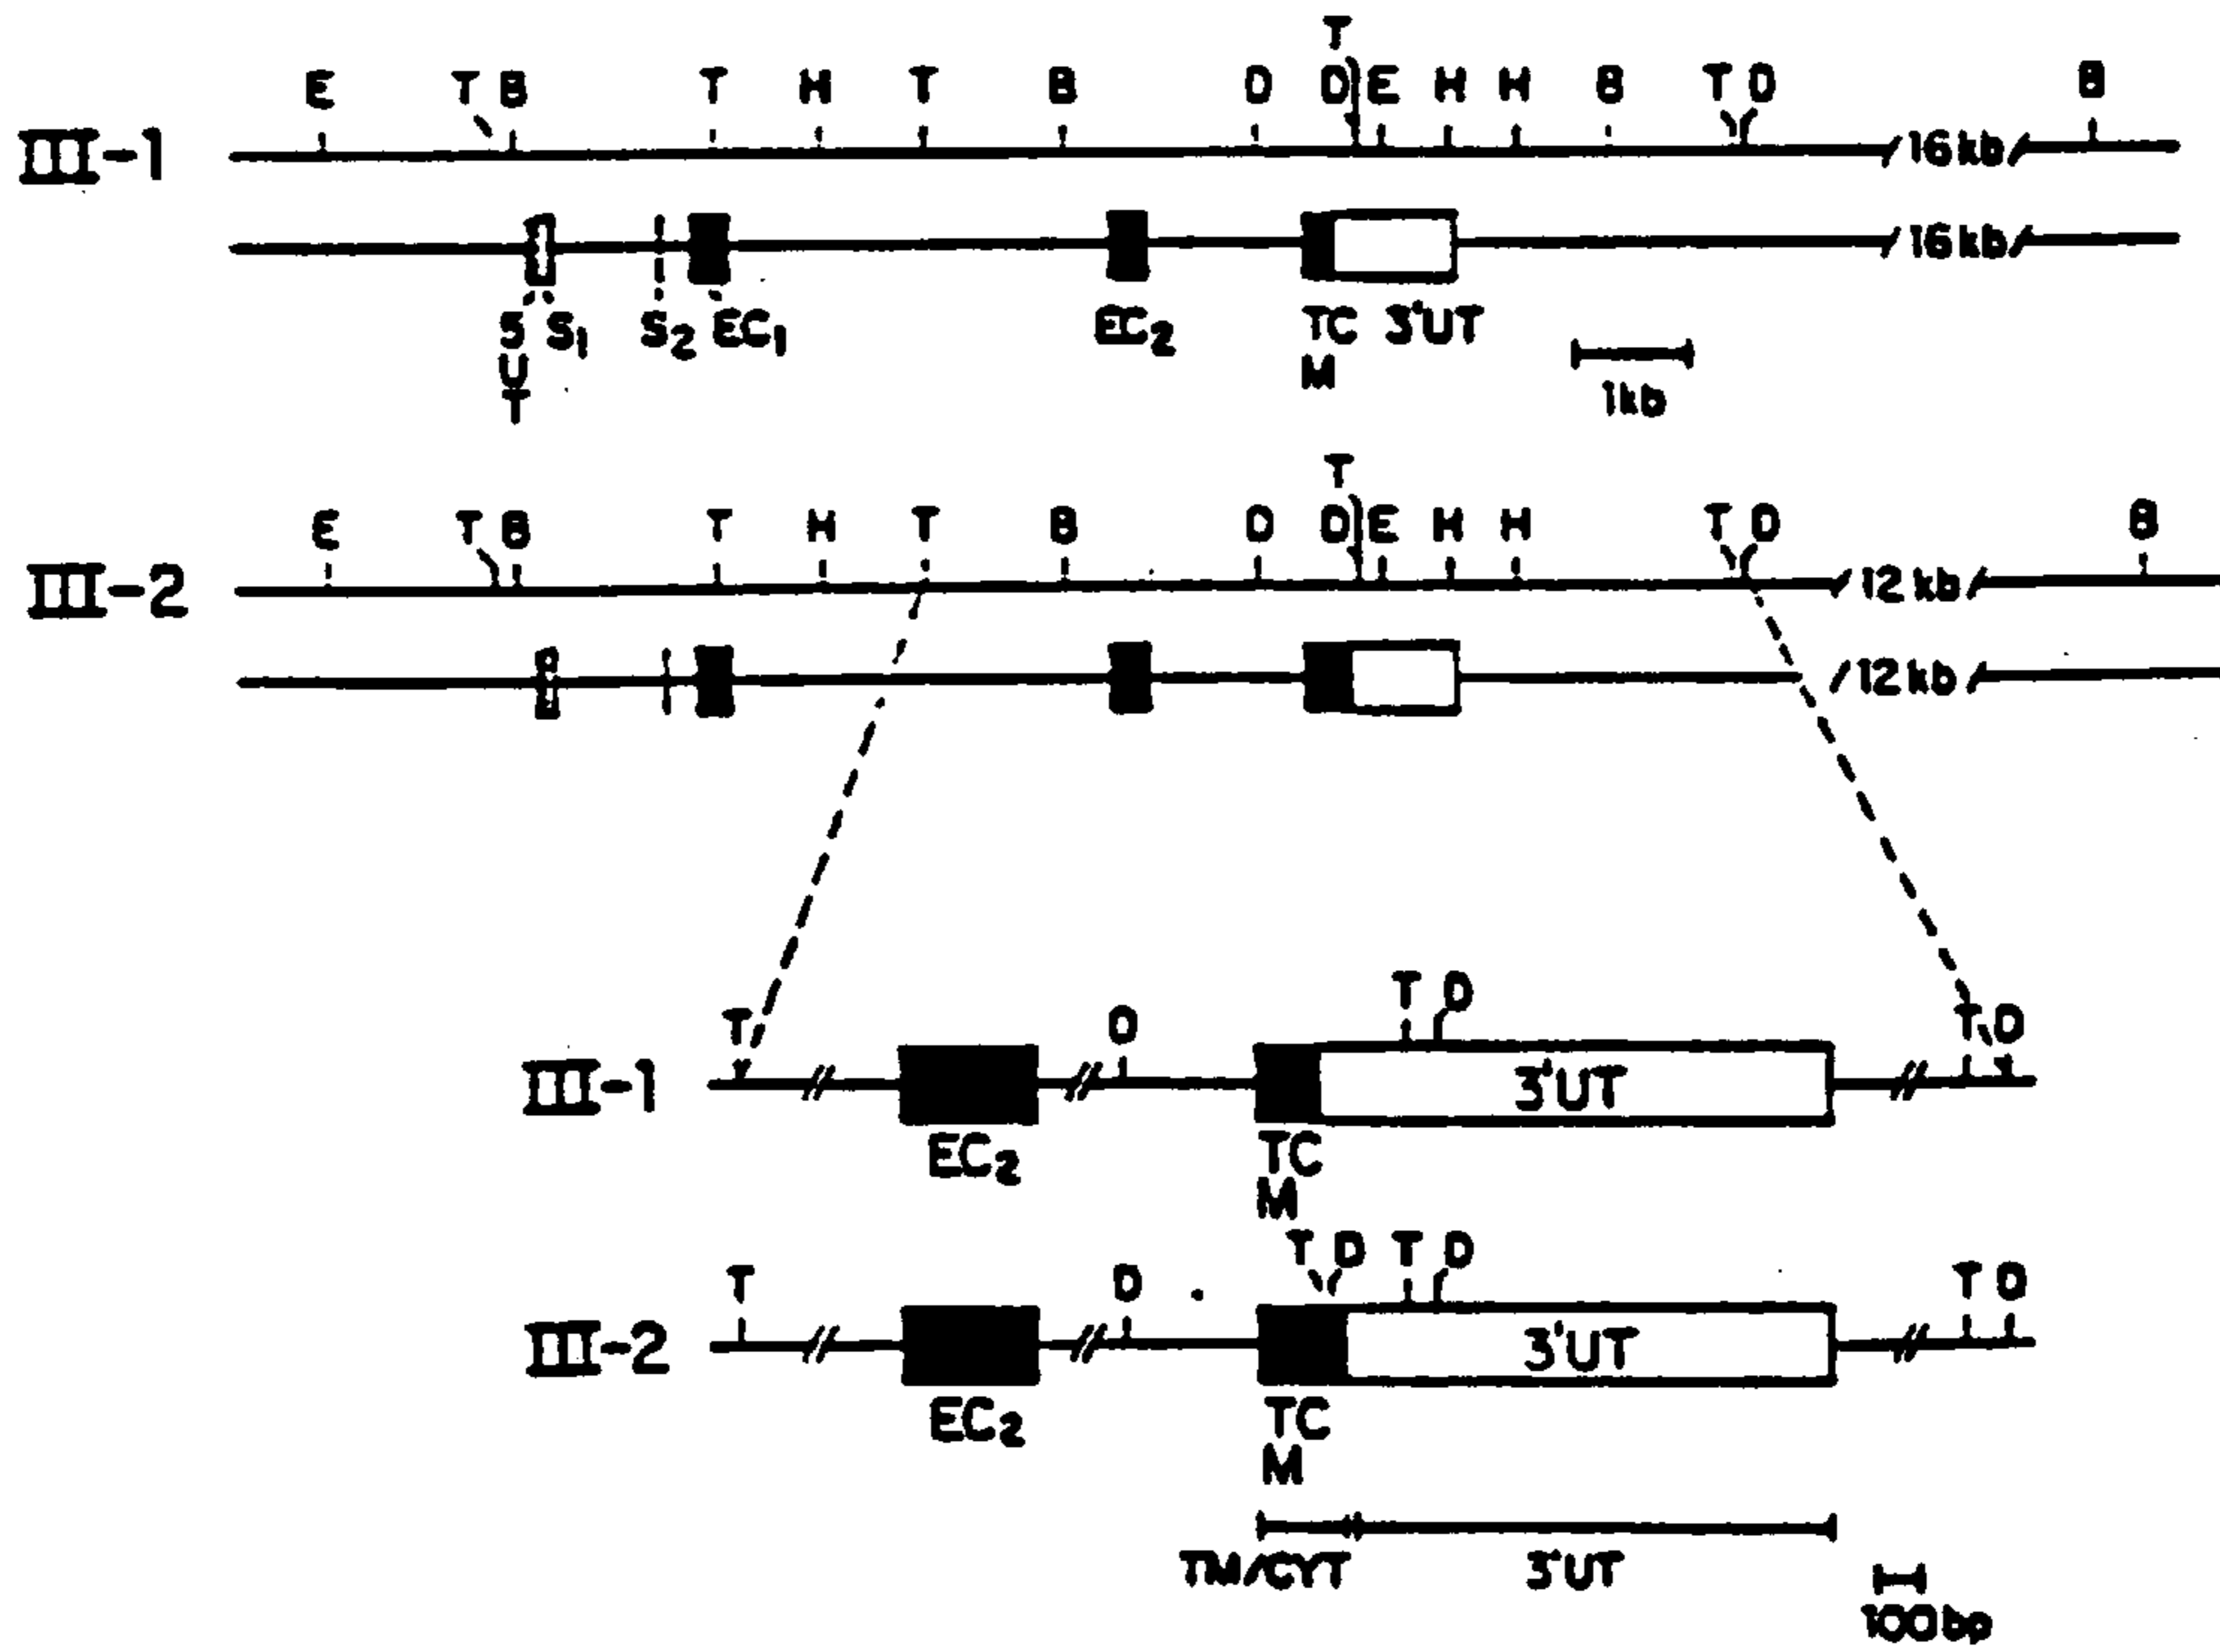 T
E T B T H T B D D E H H B T D B
III-1 16kb
16kb
5' S1 S2 EC1 EC2 TC 3'UT
U M
T 1kb
T
E T B T H T B D D E H H T D B
III-2 12kb
12kb
T D
T D T D
III-1 3'UT
EC2 TC
M
T D T D
T D T D
III-2 3'UT
EC2 TC
M
TM/CYT 3'UT
100bp